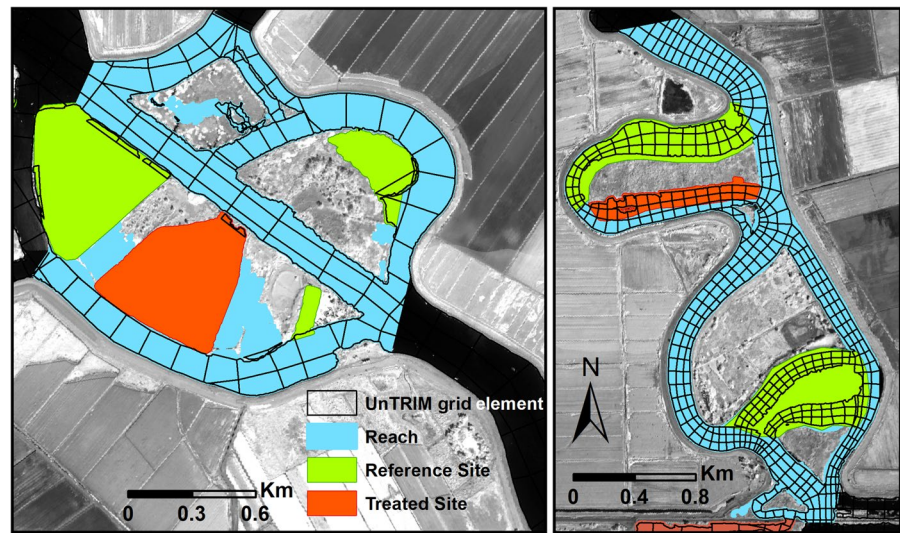 UnTRIM grid element
Reach
Reference Site
Treated Site
Km
0 0.3 0.6
N
Km
0 0.4 0.8